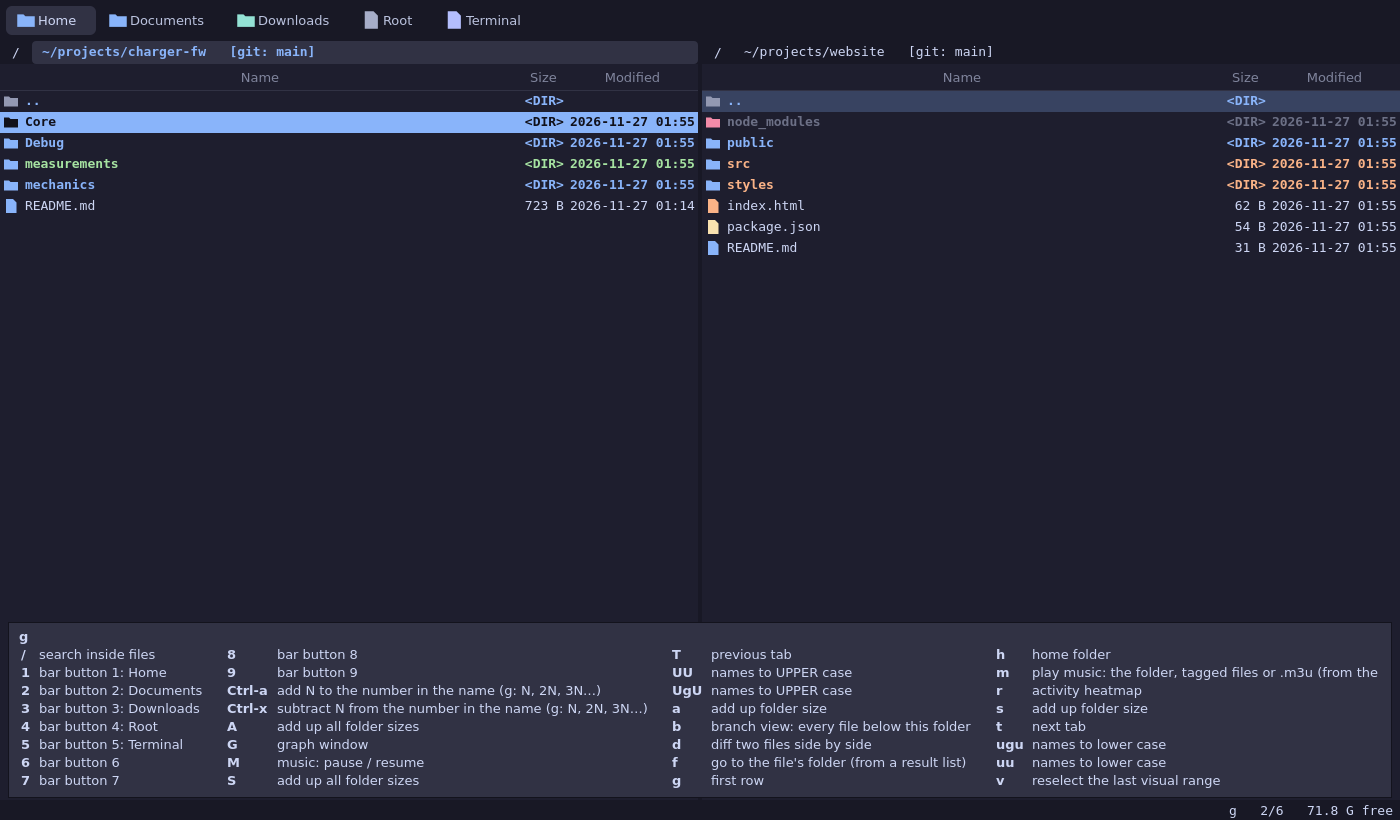 Home Documents Downloads Root Terminal
/ ~/projects/charger-fw [git: main]
Name Size Modified
.. <DIR>
Core <DIR> 2026-11-27 01:55
Debug <DIR> 2026-11-27 01:55
measurements <DIR> 2026-11-27 01:55
mechanics <DIR> 2026-11-27 01:55
README.md 723 B 2026-11-27 01:14
/ ~/projects/website [git: main]
Name Size Modified
.. <DIR>
node_modules <DIR> 2026-11-27 01:55
public <DIR> 2026-11-27 01:55
src <DIR> 2026-11-27 01:55
styles <DIR> 2026-11-27 01:55
index.html 62 B 2026-11-27 01:55
package.json 54 B 2026-11-27 01:55
README.md 31 B 2026-11-27 01:55
g
/ search inside files
1 bar button 1: Home
2 bar button 2: Documents
3 bar button 3: Downloads
4 bar button 4: Root
5 bar button 5: Terminal
6 bar button 6
7 bar button 7
8 bar button 8
9 bar button 9
Ctrl-a add N to the number in the name (g: N, 2N, 3N…)
Ctrl-x subtract N from the number in the name (g: N, 2N, 3N…)
A add up all folder sizes
G graph window
M music: pause / resume
S add up all folder sizes
T previous tab
UU names to UPPER case
UgU names to UPPER case
a add up folder size
b branch view: every file below this folder
d diff two files side by side
f go to the file's folder (from a result list)
g first row
h home folder
m play music: the folder, tagged files or .m3u (from the
r activity heatmap
s add up folder size
t next tab
ugu names to lower case
uu names to lower case
v reselect the last visual range
g 2/6 71.8 G free